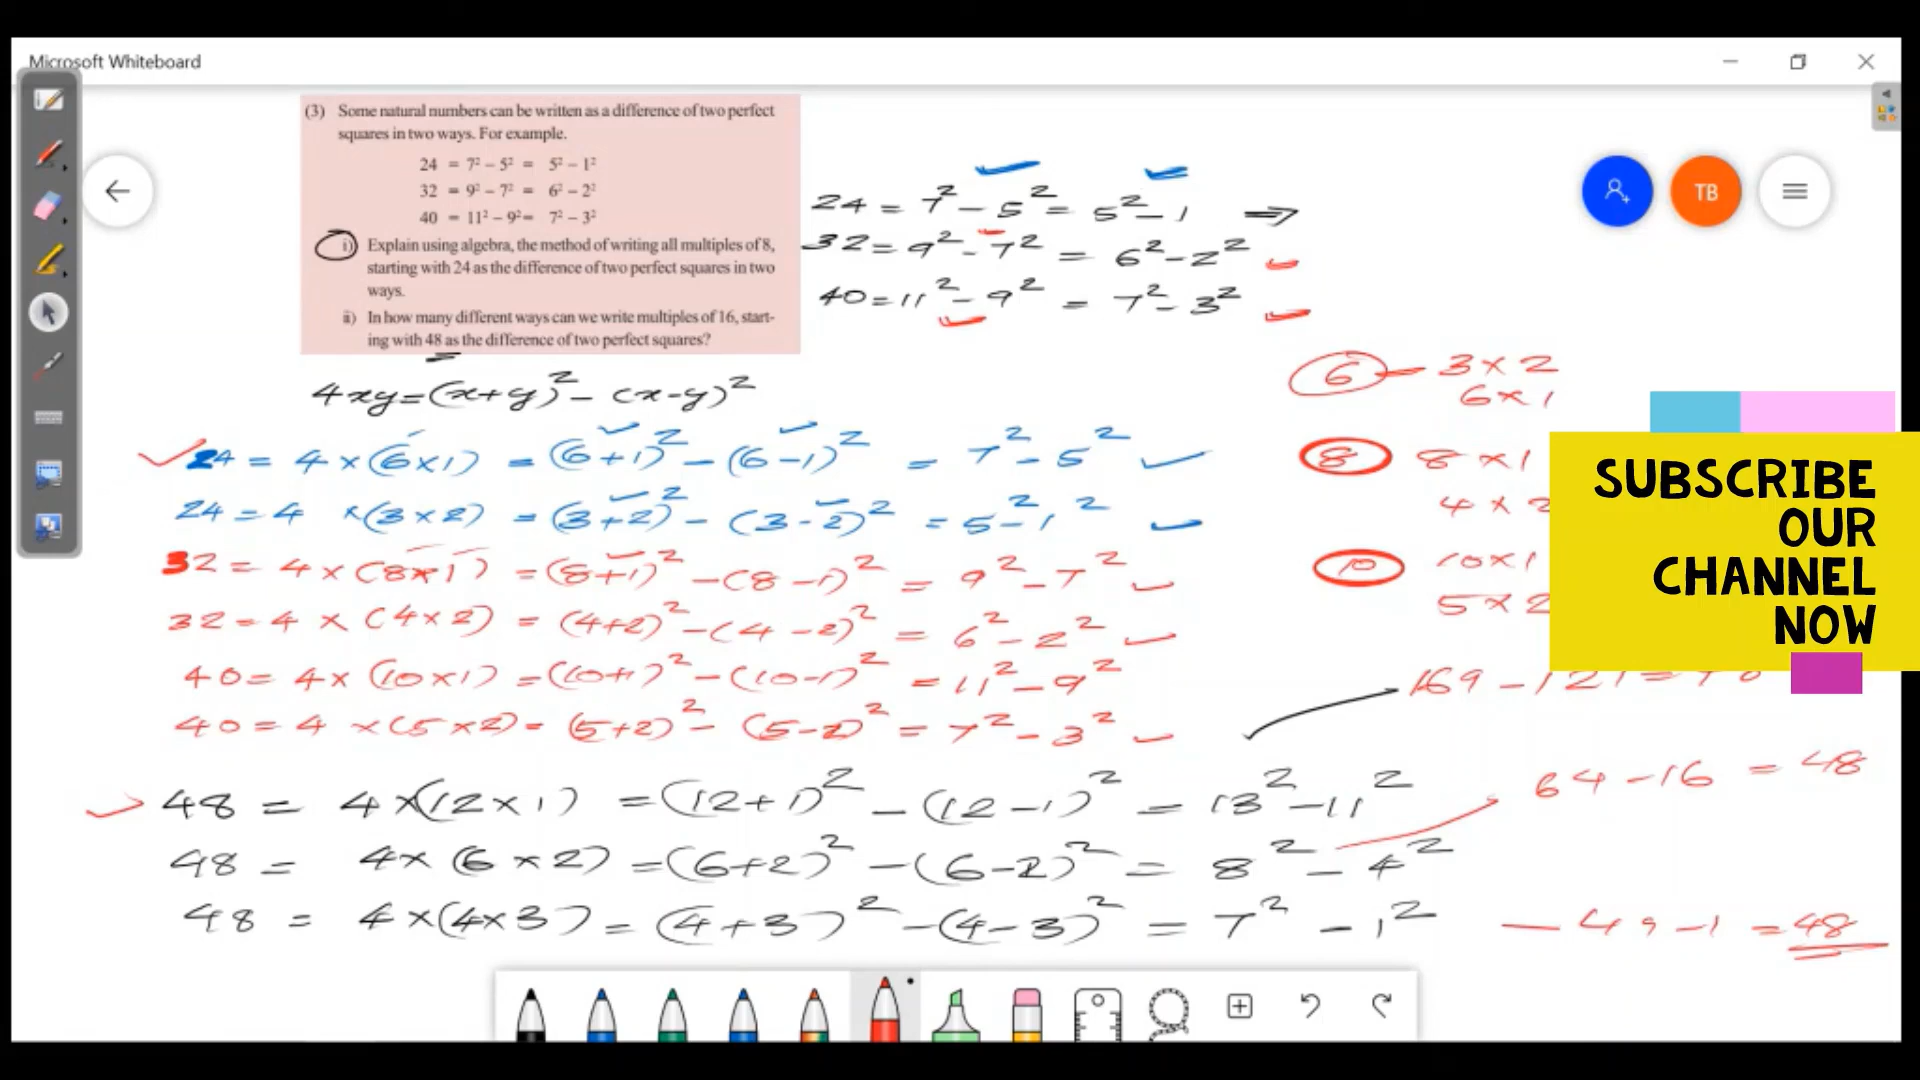 Microsoft Whiteboard
(3) Some natural numbers can be written as a difference of two perfect
squares in two ways. For example.
24 = 7² – 5² = 5² – 1²
32 = 9² – 7² = 6² – 2²
40 = 11² – 9² = 7² – 3²
i) Explain using algebra, the method of writing all multiples of 8,
starting with 24 as the difference of two perfect squares in two
ways.
ii) In how many different ways can we write multiples of 16, start-
ing with 48 as the difference of two perfect squares?
24 = 7² – 5² = 5² – 1 ⇒
32 = 9² – 7² = 6² – 2²
40 = 11² – 9² = 7² – 3²
TB
4xy = (x+y)² – (x-y)²
24 = 4 × (6×1) = (6+1)² – (6-1)² = 7² – 5²
24 = 4 × (3×2) = (3+2)² – (3-2)² = 5² – 1²
32 = 4 × (8×1) = (8+1)² – (8-1)² = 9² – 7²
32 = 4 × (4×2) = (4+2)² – (4-2)² = 6² – 2²
40 = 4 × (10×1) = (10+1)² – (10-1)² = 11² – 9²
40 = 4 × (5×2) = (5+2)² – (5-2)² = 7² – 3²
48 = 4 × (12×1) = (12+1)² – (12-1)² = 13² – 11²
48 = 4 × (6×2) = (6+2)² – (6-2)² = 8² – 4²
48 = 4 × (4×3) = (4+3)² – (4-3)² = 7² – 1²
6 – 3×2
6×1
8 8×1
4×2
10 10×1
5×2
169 – 121 =
64 – 16 = 48
– 49 – 1 = 48
SUBSCRIBE
OUR
CHANNEL
NOW